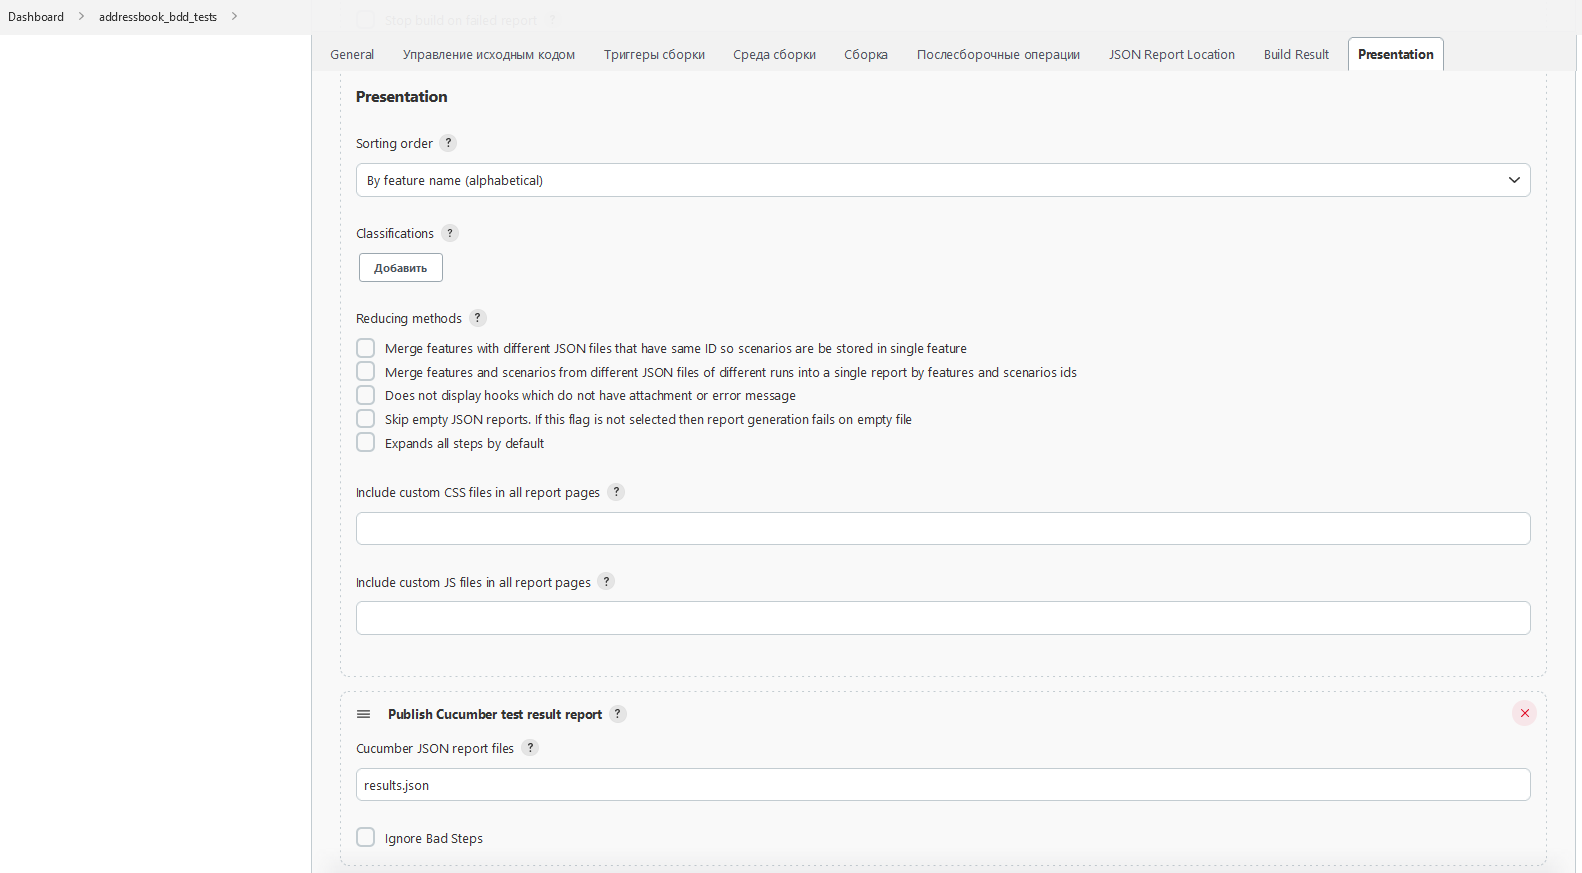 Dashboard > addressbook_bdd_tests >
Stop build on failed report ?
General Управление исходным кодом Триггеры сборки Среда сборки Сборка Послесборочные операции JSON Report Location Build Result Presentation
Presentation
Sorting order ?
By feature name (alphabetical)
Classifications ?
Добавить
Reducing methods ?
Merge features with different JSON files that have same ID so scenarios are be stored in single feature
Merge features and scenarios from different JSON files of different runs into a single report by features and scenarios ids
Does not display hooks which do not have attachment or error message
Skip empty JSON reports. If this flag is not selected then report generation fails on empty file
Expands all steps by default
Include custom CSS files in all report pages ?
Include custom JS files in all report pages ?
Publish Cucumber test result report ?
Cucumber JSON report files ?
results.json
Ignore Bad Steps